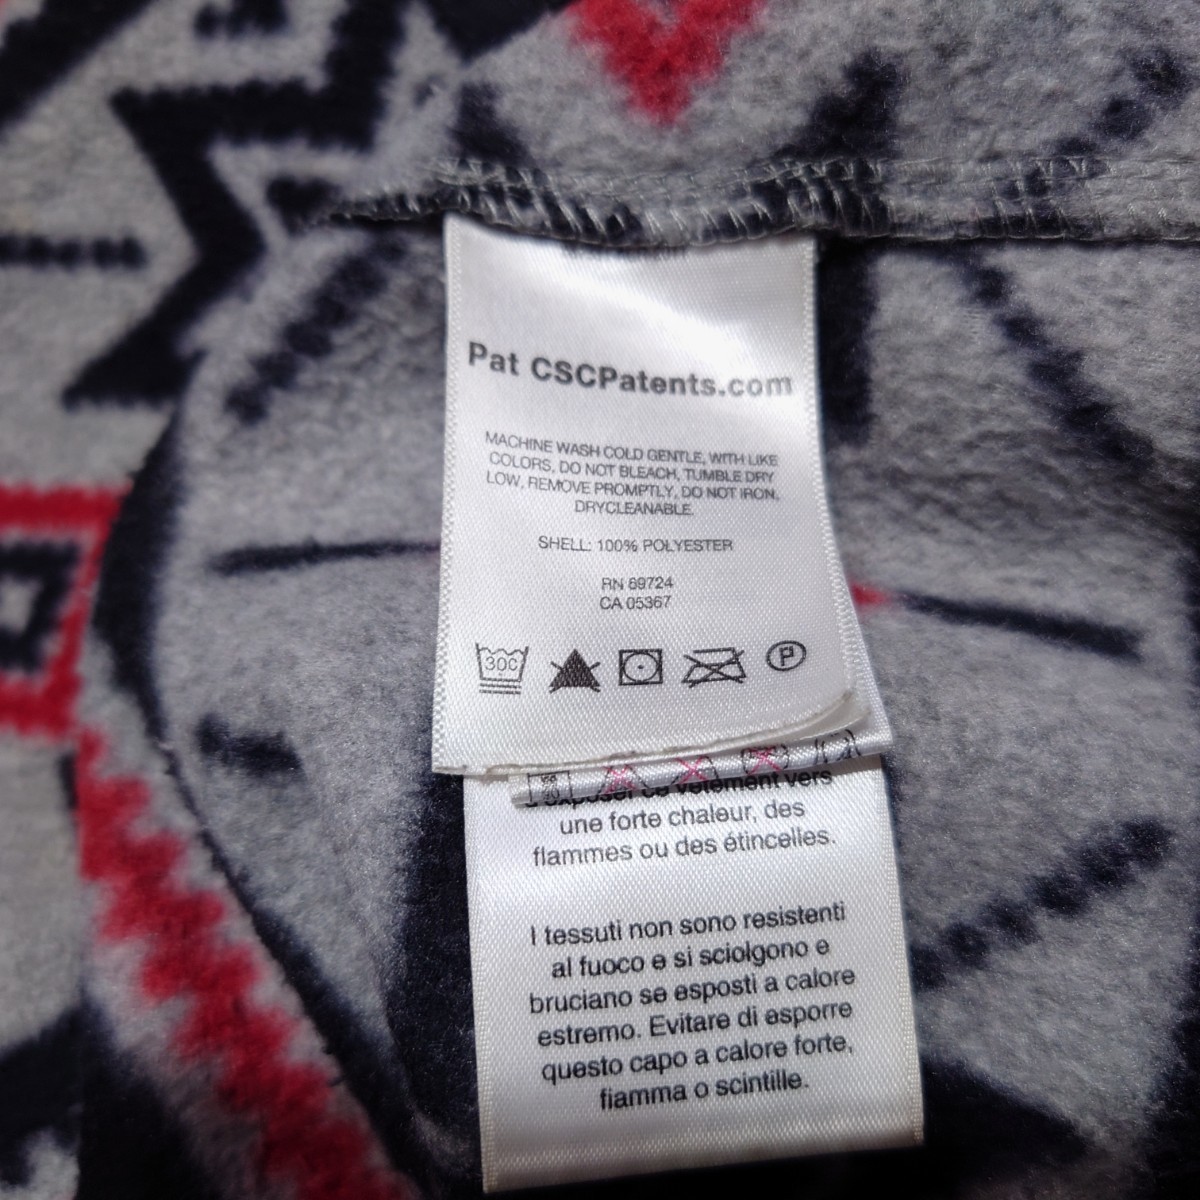 Pat CSCPatents.com
MACHINE WASH COLD GENTLE, WITH LIKE
COLORS, DO NOT BLEACH, TUMBLE DRY
LOW, REMOVE PROMPTLY, DO NOT IRON.
DRYCLEANABLE.
SHELL: 100% POLYESTER
RN 69724
CA 05367
30C
P
ce vêtement vers
une forte chaleur, des
flammes ou des étincelles.
I tessuti non sono resistenti
al fuoco e si sciolgono e
bruciano se esposti a calore
estremo. Evitare di esporre
questo capo a calore forte,
fiamma o scintille.